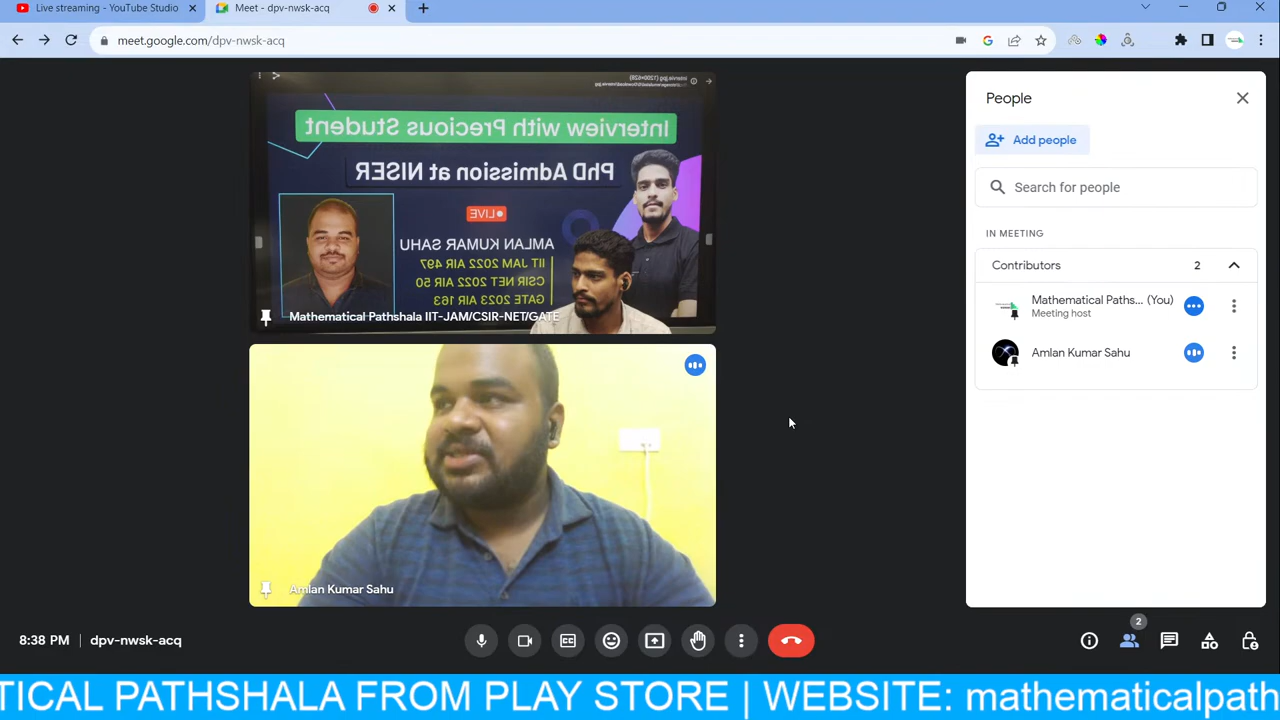 Live streaming - YouTube Studio
Meet - dpv-nwsk-acq
meet.google.com/dpv-nwsk-acq
Interview with Precious Student
PhD Admission at NISER
LIVE
AMLAN KUMAR SAHU
IIT JAM 2022 AIR 497
CSIR NET 2022 AIR 50
GATE 2023 AIR 163
Mathematical Pathshala IIT-JAM/CSIR-NET/GATE
Amlan Kumar Sahu
People
Add people
Search for people
IN MEETING
Contributors 2
Mathematical Paths... (You)
Meeting host
Amlan Kumar Sahu
8:38 PM | dpv-nwsk-acq
2
TICAL PATHSHALA FROM PLAY STORE | WEBSITE: mathematicalpath